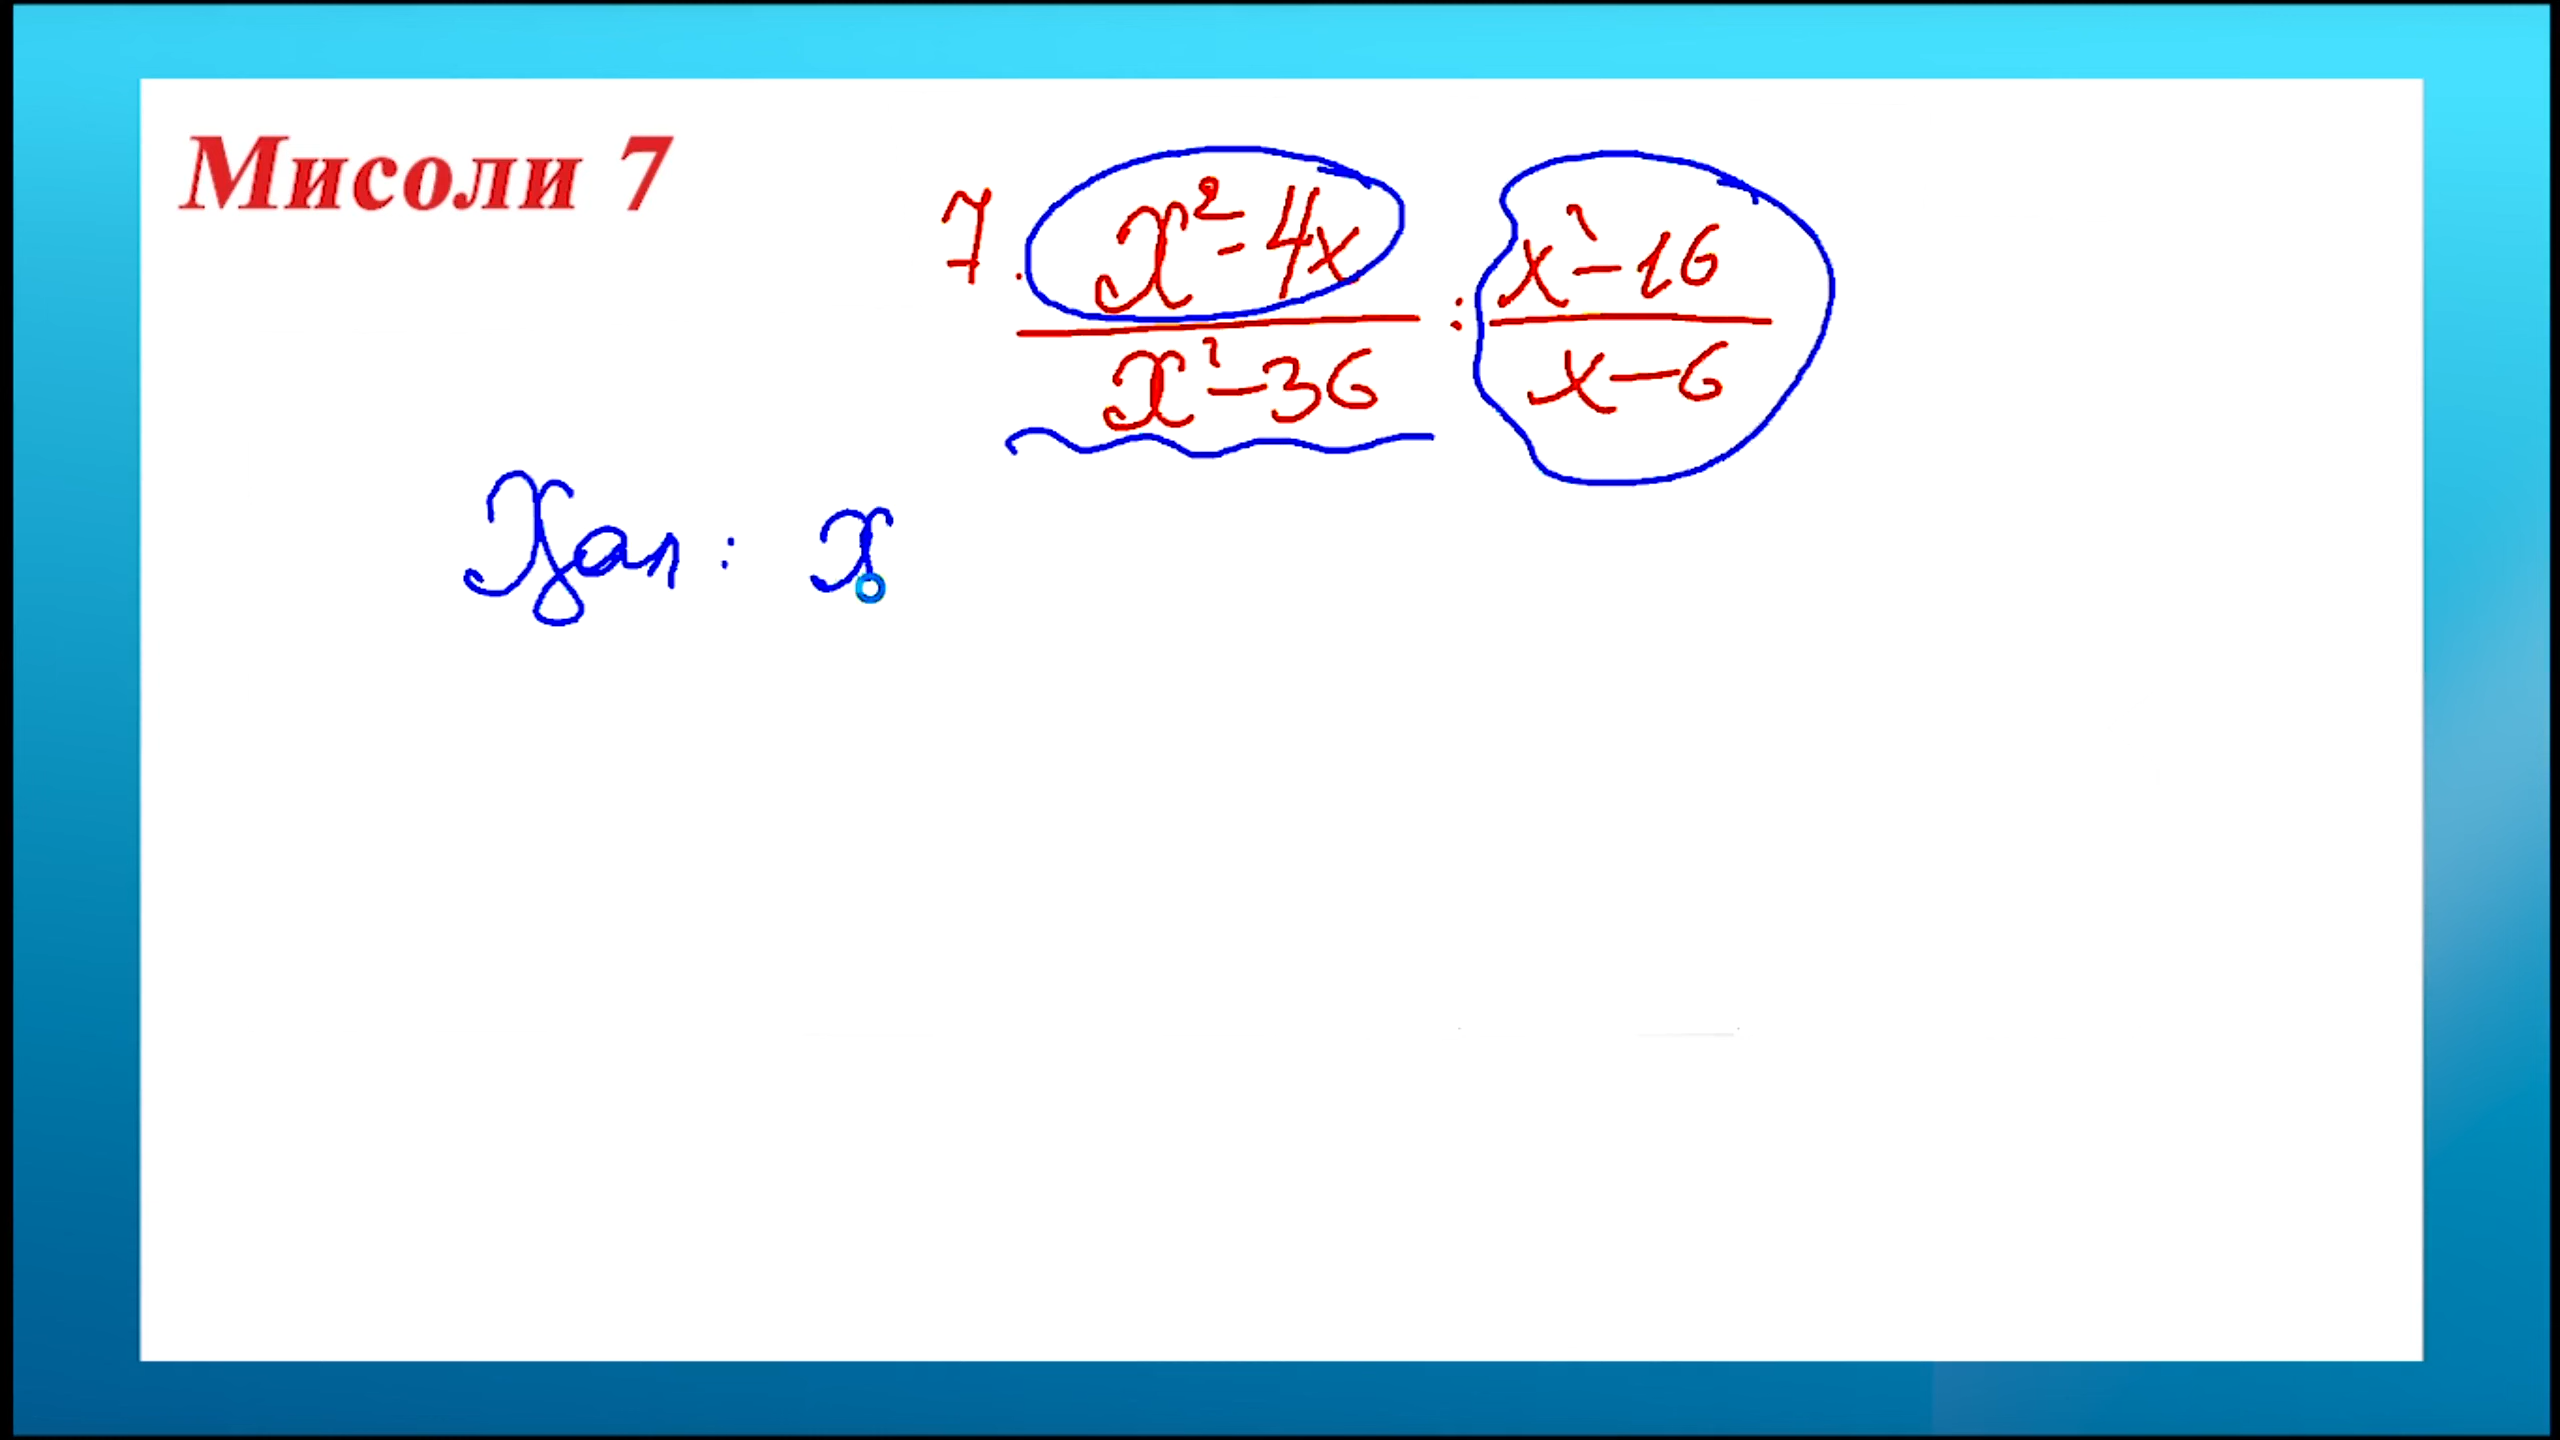 Мисоли 7
7. x² - 4x / x² - 36 : x² - 16 / x - 6
Ҳал : x